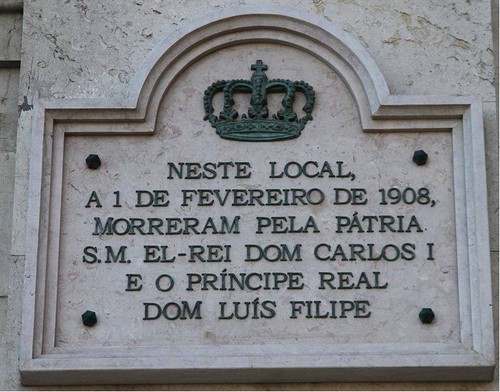 NESTE LOCAL,
A 1 DE FEVEREIRO DE 1908,
MORRERAM PELA PÁTRIA
S.M. EL-REI DOM CARLOS I
E O PRÍNCIPE REAL
DOM LUÍS FILIPE